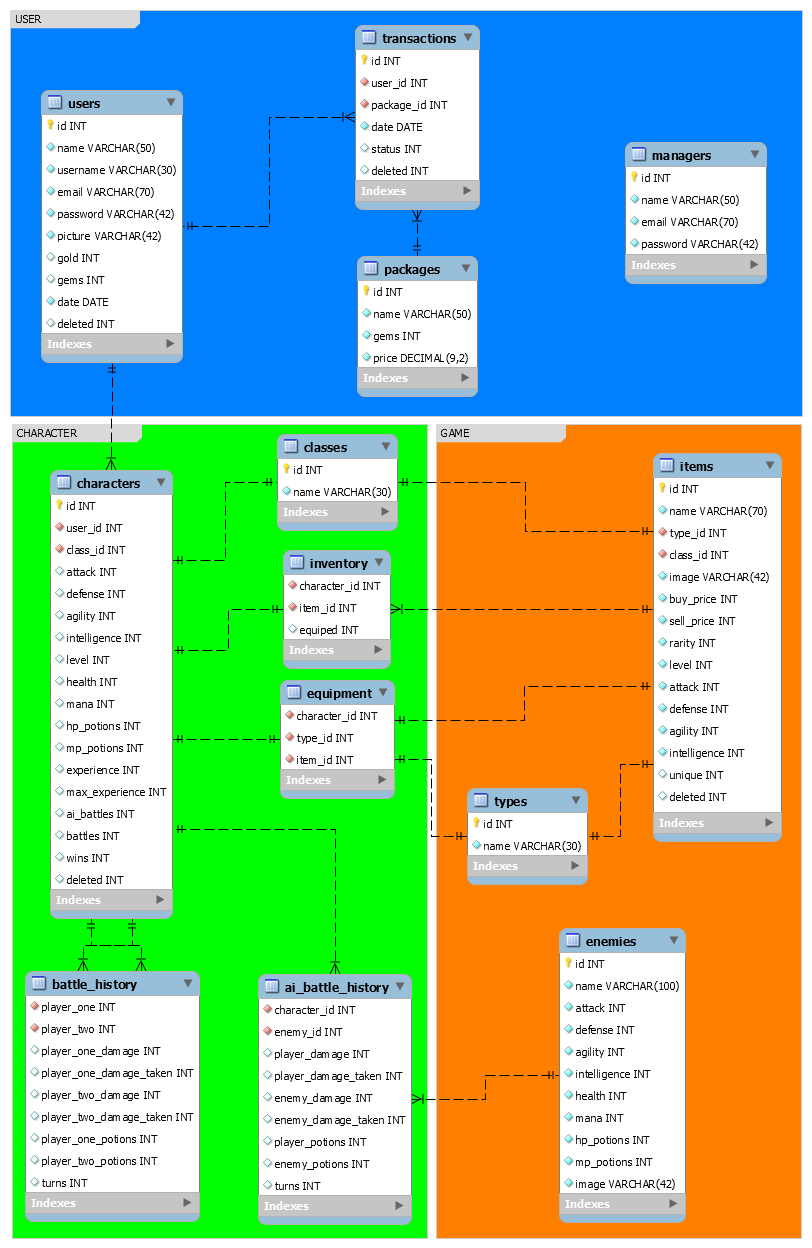 USER
transactions
id INT
user_id INT
package_id INT
date DATE
status INT
deleted INT
Indexes
users
id INT
name VARCHAR(50)
username VARCHAR(30)
email VARCHAR(70)
password VARCHAR(42)
picture VARCHAR(42)
gold INT
gems INT
date DATE
deleted INT
Indexes
managers
id INT
name VARCHAR(50)
email VARCHAR(70)
password VARCHAR(42)
Indexes
packages
id INT
name VARCHAR(50)
gems INT
price DECIMAL(9,2)
Indexes
CHARACTER
characters
id INT
user_id INT
class_id INT
attack INT
defense INT
agility INT
intelligence INT
level INT
health INT
mana INT
hp_potions INT
mp_potions INT
experience INT
max_experience INT
ai_battles INT
battles INT
wins INT
deleted INT
Indexes
classes
id INT
name VARCHAR(30)
Indexes
inventory
character_id INT
item_id INT
equiped INT
Indexes
equipment
character_id INT
type_id INT
item_id INT
Indexes
battle_history
player_one INT
player_two INT
player_one_damage INT
player_one_damage_taken INT
player_two_damage INT
player_two_damage_taken INT
player_one_potions INT
player_two_potions INT
turns INT
Indexes
ai_battle_history
character_id INT
enemy_id INT
player_damage INT
player_damage_taken INT
enemy_damage INT
enemy_damage_taken INT
player_potions INT
enemy_potions INT
turns INT
Indexes
GAME
items
id INT
name VARCHAR(70)
type_id INT
class_id INT
image VARCHAR(42)
buy_price INT
sell_price INT
rarity INT
level INT
attack INT
defense INT
agility INT
intelligence INT
unique INT
deleted INT
Indexes
types
id INT
name VARCHAR(30)
Indexes
enemies
id INT
name VARCHAR(100)
attack INT
defense INT
agility INT
intelligence INT
health INT
mana INT
hp_potions INT
mp_potions INT
image VARCHAR(42)
Indexes